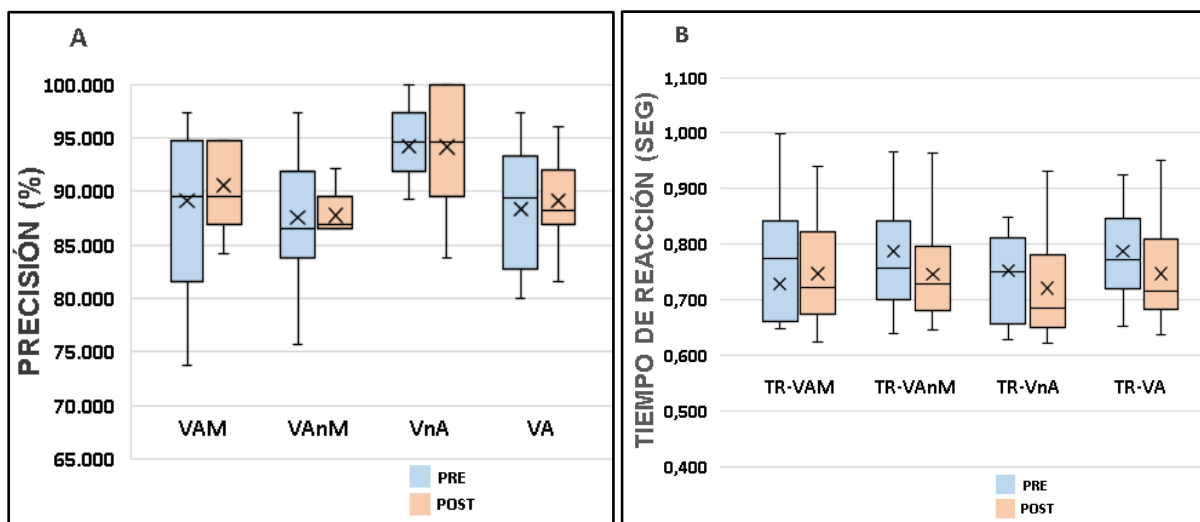 A
PRECISIÓN (%)
100.000
95.000
90.000
85.000
80.000
75.000
70.000
65.000
VAM VAnM VnA VA
PRE
POST
B
TIEMPO DE REACCIÓN (SEG)
1,100
1,000
0,900
0,800
0,700
0,600
0,500
0,400
TR-VAM TR-VAnM TR-VnA TR-VA
PRE
POST